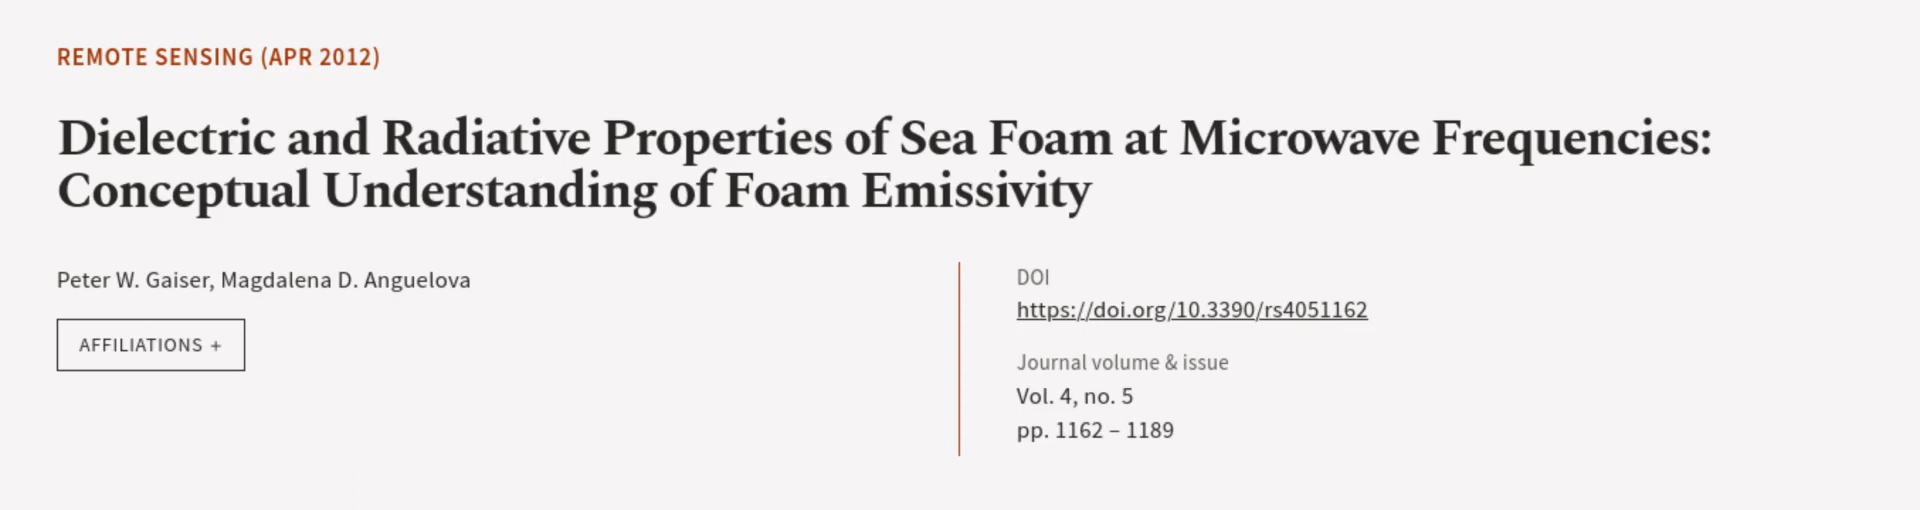 REMOTE SENSING (APR 2012)
Dielectric and Radiative Properties of Sea Foam at Microwave Frequencies:
Conceptual Understanding of Foam Emissivity
Peter W. Gaiser, Magdalena D. Anguelova
AFFILIATIONS +
DOI
https://doi.org/10.3390/rs4051162
Journal volume & issue
Vol. 4, no. 5
pp. 1162 – 1189